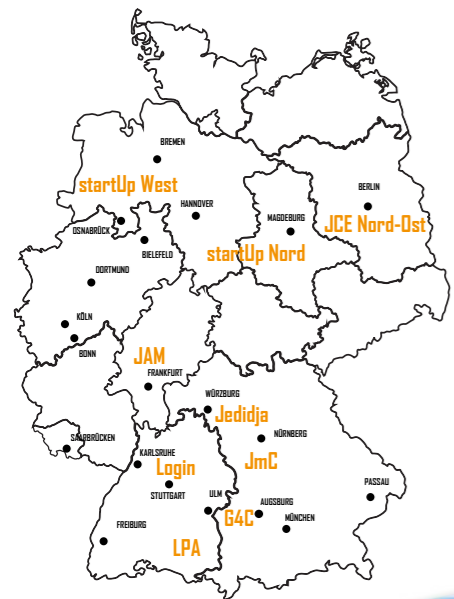 BREMEN
startUp West
BERLIN
HANNOVER
OSNABRÜCK
MAGDEBURG
JCE Nord-Ost
BIELEFELD
startUp Nord
DORTMUND
KÖLN
BONN
JAM
FRANKFURT
WÜRZBURG
Jedidja
SAARBRÜCKEN
NÜRNBERG
KARLSRUHE
JmC
Login
STUTTGART
PASSAU
ULM
AUGSBURG
G4C
MÜNCHEN
FREIBURG
LPA